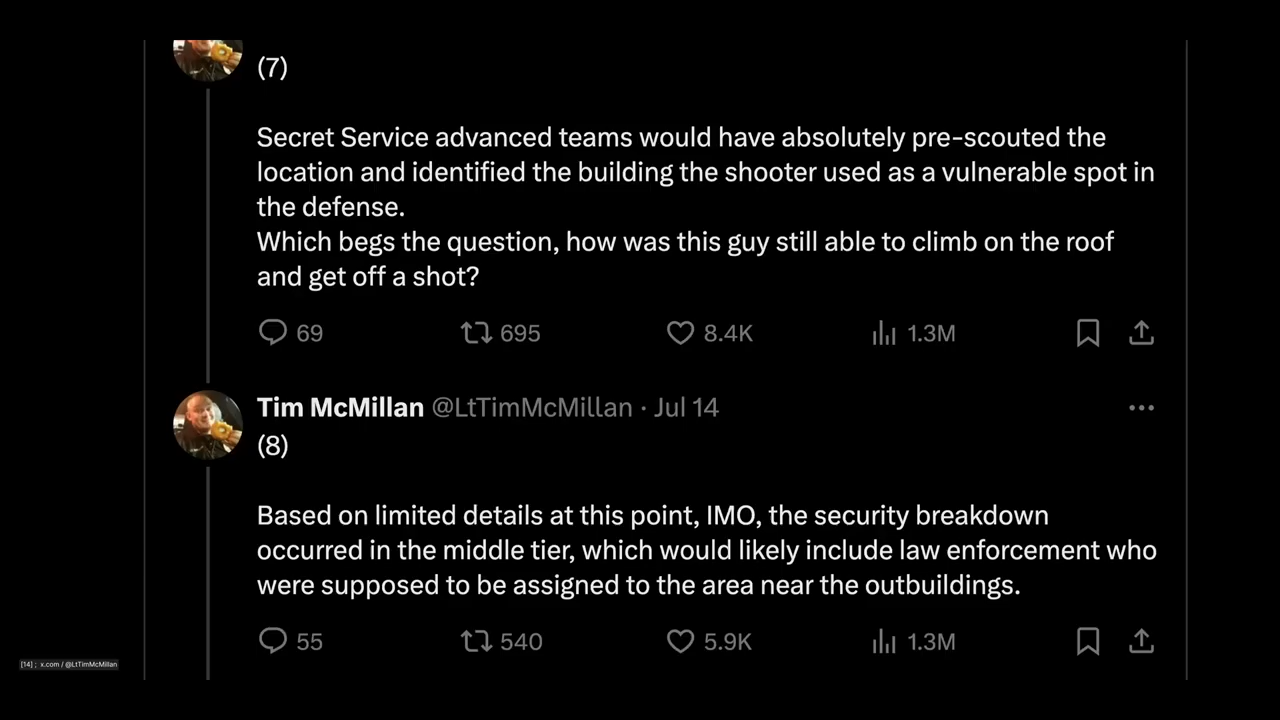 (7)
Secret Service advanced teams would have absolutely pre-scouted the
location and identified the building the shooter used as a vulnerable spot in
the defense.
Which begs the question, how was this guy still able to climb on the roof
and get off a shot?
69 695 8.4K 1.3M
Tim McMillan @LtTimMcMillan · Jul 14
(8)
Based on limited details at this point, IMO, the security breakdown
occurred in the middle tier, which would likely include law enforcement who
were supposed to be assigned to the area near the outbuildings.
55 540 5.9K 1.3M
[14] ; x.com / @LtTimMcMillan